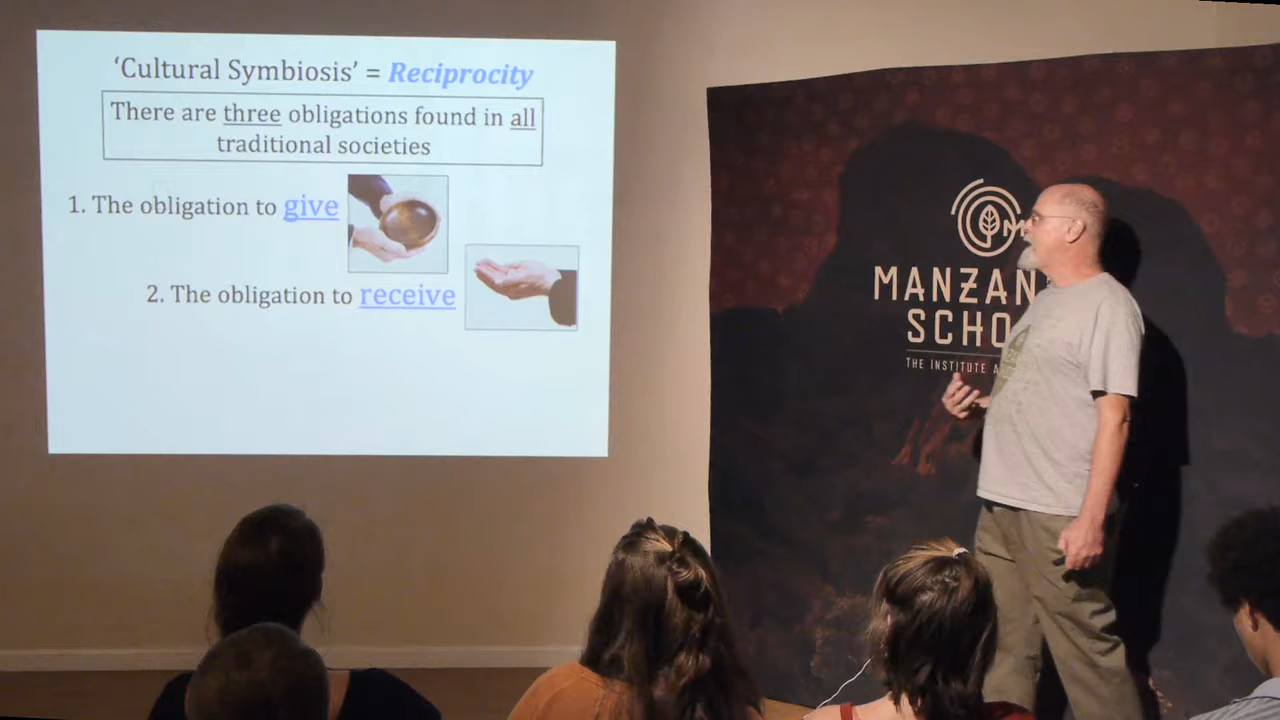 ‘Cultural Symbiosis’ = Reciprocity
There are three obligations found in all
traditional societies
1. The obligation to give
2. The obligation to receive
MANZAN
SCHO
THE INSTITUTE A